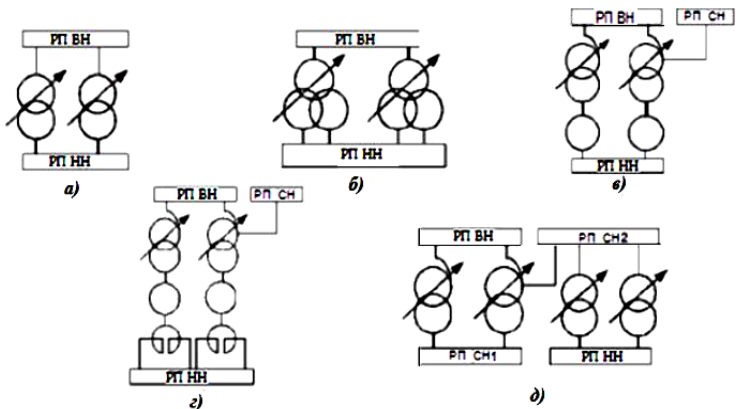 РП ВН
РП НН
а)
РП ВН
РП НН
б)
РП ВН
РП СН
РП НН
в)
РП ВН
РП СН
РП НН
г)
РП ВН
РП СН2
РП СН1
РП НН
д)